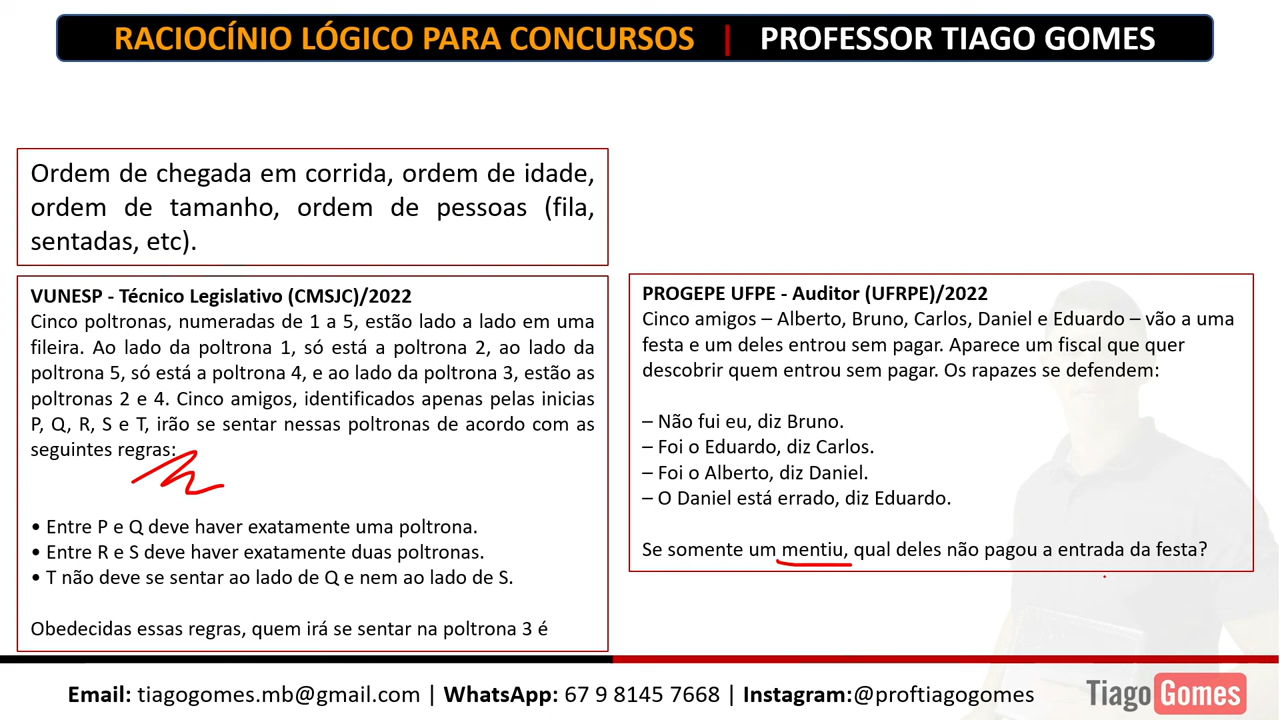 RACIOCÍNIO LÓGICO PARA CONCURSOS | PROFESSOR TIAGO GOMES
Ordem de chegada em corrida, ordem de idade,
ordem de tamanho, ordem de pessoas (fila,
sentadas, etc).
VUNESP - Técnico Legislativo (CMSJC)/2022
Cinco poltronas, numeradas de 1 a 5, estão lado a lado em uma
fileira. Ao lado da poltrona 1, só está a poltrona 2, ao lado da
poltrona 5, só está a poltrona 4, e ao lado da poltrona 3, estão as
poltronas 2 e 4. Cinco amigos, identificados apenas pelas inicias
P, Q, R, S e T, irão se sentar nessas poltronas de acordo com as
seguintes regras:
• Entre P e Q deve haver exatamente uma poltrona.
• Entre R e S deve haver exatamente duas poltronas.
• T não deve se sentar ao lado de Q e nem ao lado de S.
Obedecidas essas regras, quem irá se sentar na poltrona 3 é
PROGEPE UFPE - Auditor (UFRPE)/2022
Cinco amigos – Alberto, Bruno, Carlos, Daniel e Eduardo – vão a uma
festa e um deles entrou sem pagar. Aparece um fiscal que quer
descobrir quem entrou sem pagar. Os rapazes se defendem:
– Não fui eu, diz Bruno.
– Foi o Eduardo, diz Carlos.
– Foi o Alberto, diz Daniel.
– O Daniel está errado, diz Eduardo.
Se somente um mentiu, qual deles não pagou a entrada da festa?
Email: tiagogomes.mb@gmail.com | WhatsApp: 67 9 8145 7668 | Instagram:@proftiagogomes
Tiago Gomes